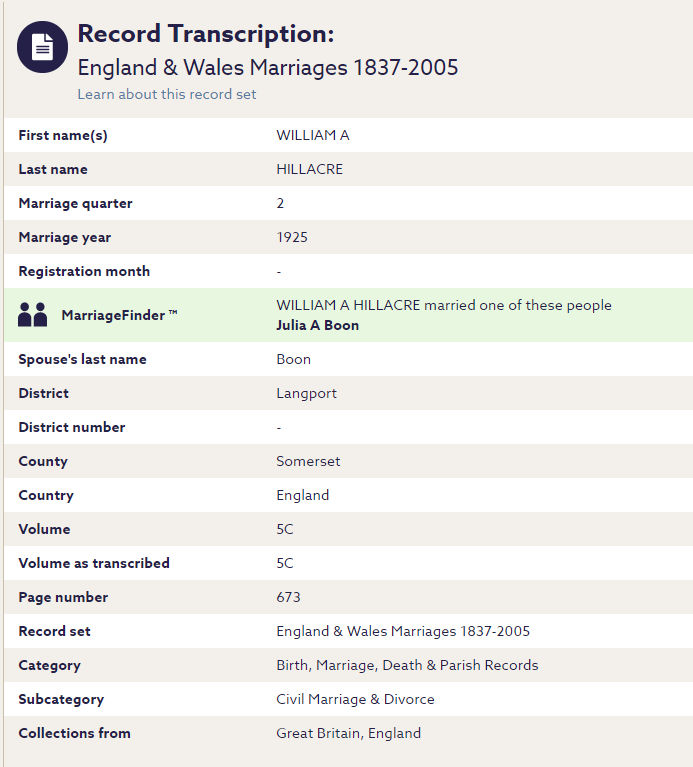 Record Transcription:
England & Wales Marriages 1837-2005
Learn about this record set
First name(s) WILLIAM A
Last name HILLACRE
Marriage quarter 2
Marriage year 1925
Registration month -
MarriageFinder ™ WILLIAM A HILLACRE married one of these people
Julia A Boon
Spouse's last name Boon
District Langport
District number -
County Somerset
Country England
Volume 5C
Volume as transcribed 5C
Page number 673
Record set England & Wales Marriages 1837-2005
Category Birth, Marriage, Death & Parish Records
Subcategory Civil Marriage & Divorce
Collections from Great Britain, England